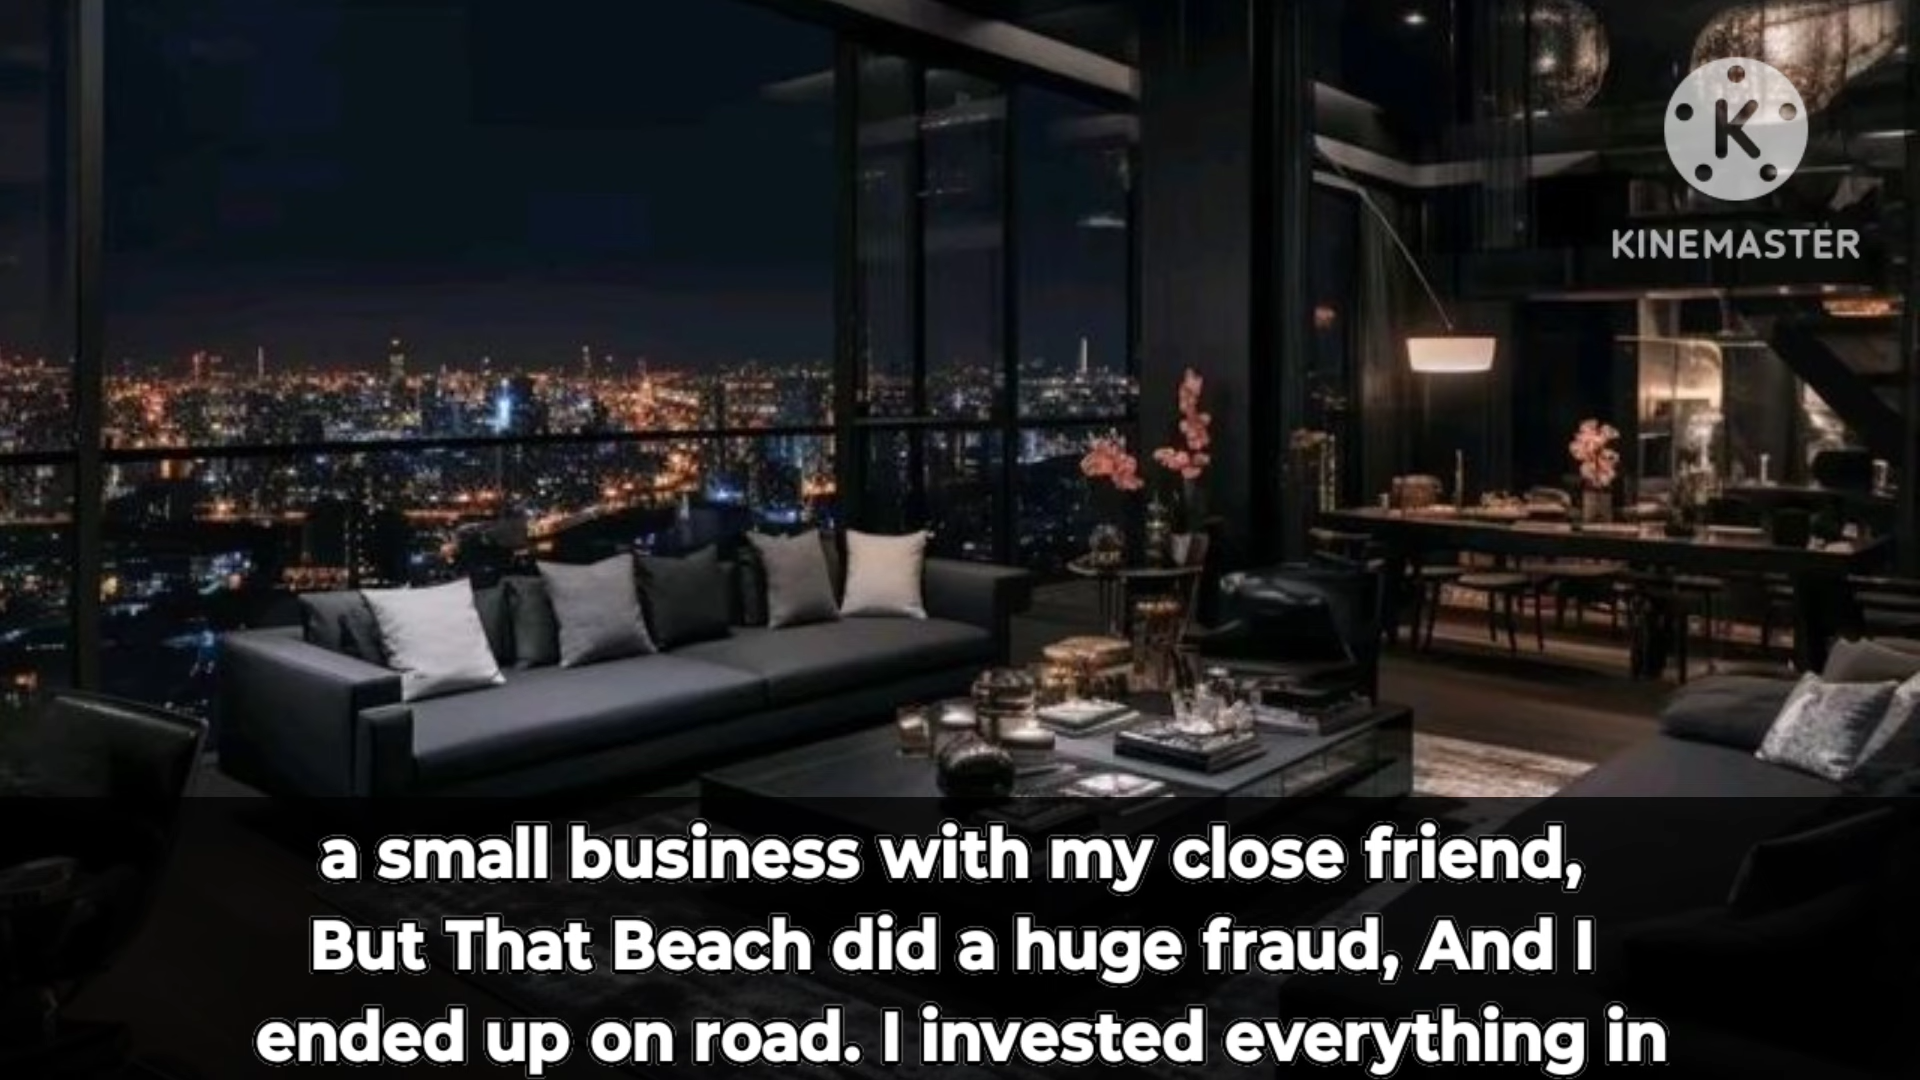 K
KINEMASTER
a small business with my close friend,
But That Beach did a huge fraud, And I
ended up on road. I invested everything in